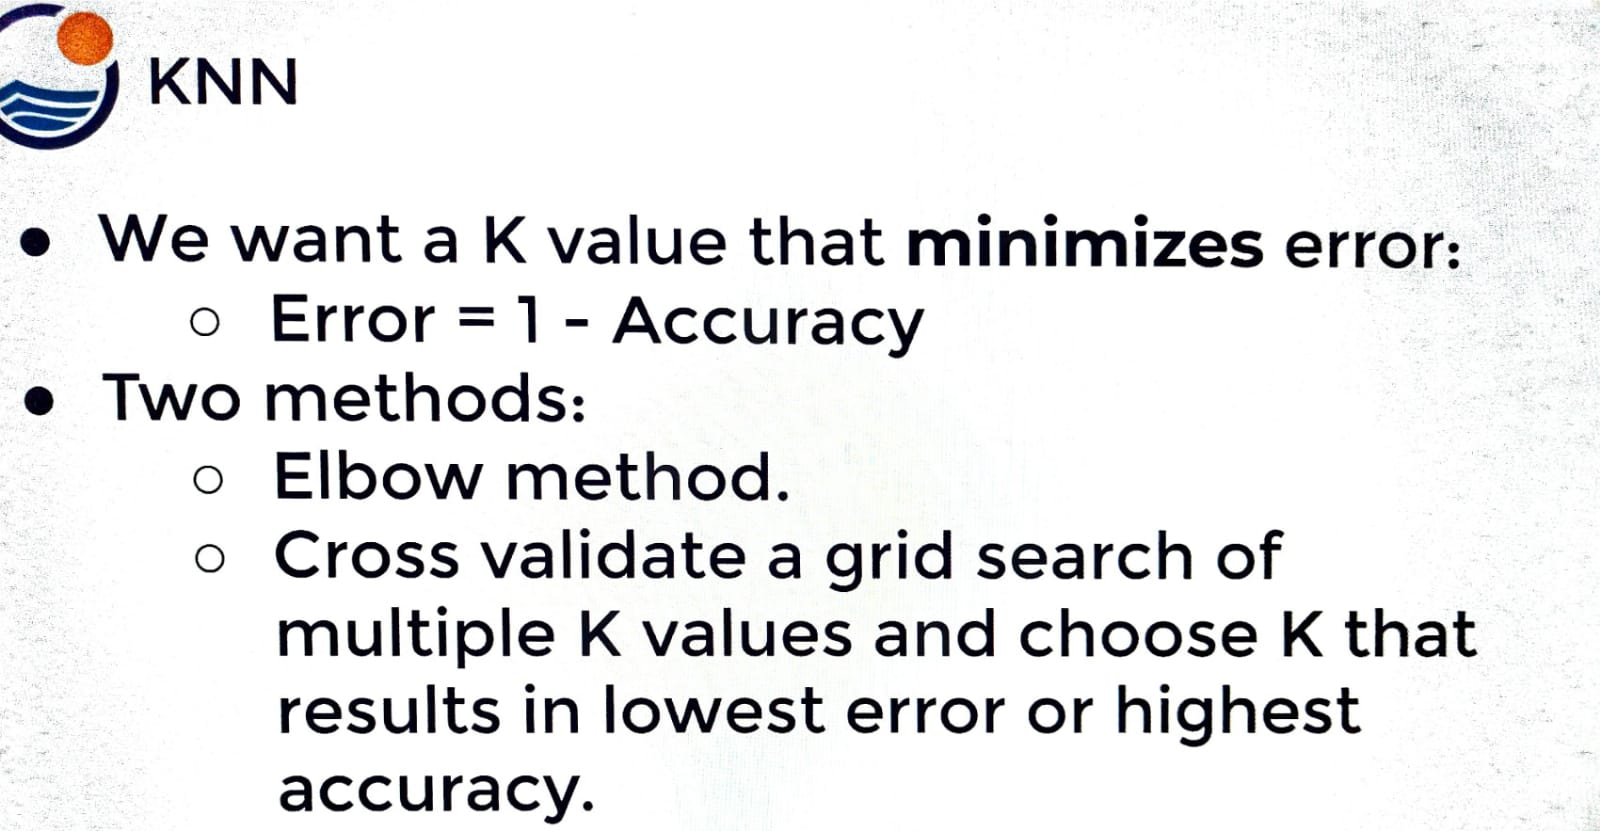 KNN
● We want a K value that minimizes error:
○ Error = 1 - Accuracy
● Two methods:
○ Elbow method.
○ Cross validate a grid search of
multiple K values and choose K that
results in lowest error or highest
accuracy.